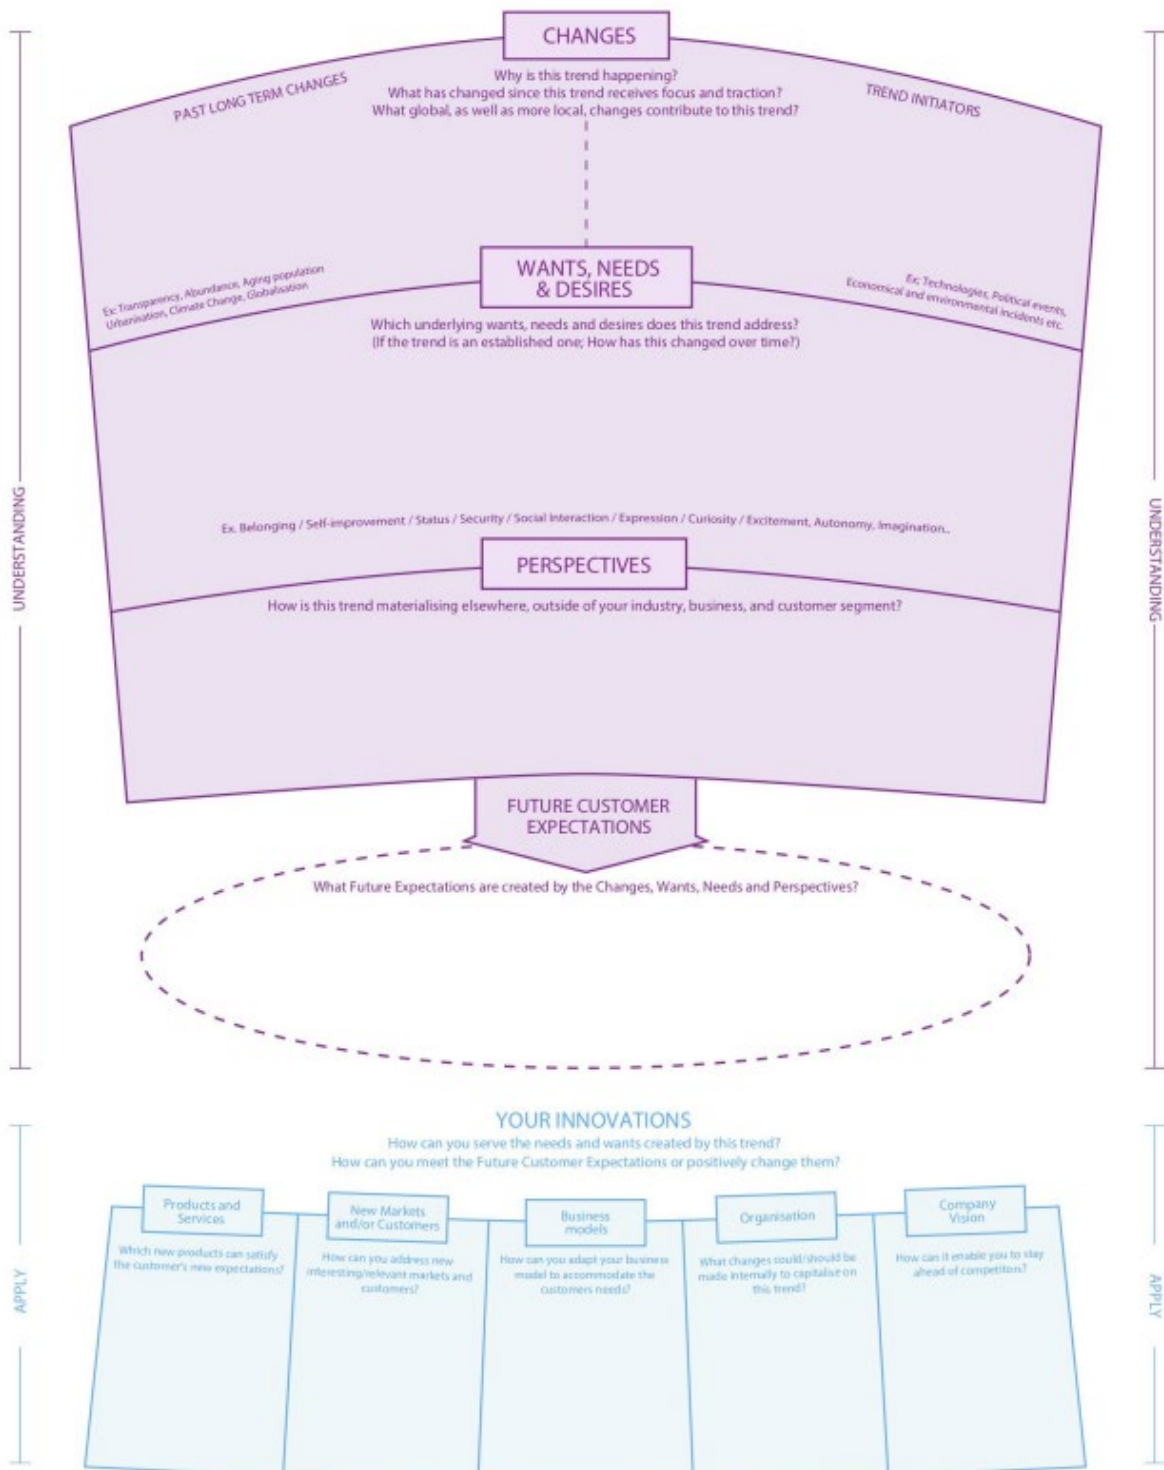 CHANGES
PAST LONG TERM CHANGES
Why is this trend happening?
What has changed since this trend receives focus and traction?
What global, as well as more local, changes contribute to this trend?
TREND INITIATORS
Ex: Transparency, Abundance, Aging population
Urbanisation, Climate Change, Globalisation
Ex; Technologies, Political events,
Economical and environmental incidents etc.
WANTS, NEEDS
& DESIRES
Which underlying wants, needs and desires does this trend address?
(If the trend is an established one; How has this changed over time?)
Ex. Belonging / Self-improvement / Status / Security / Social Interaction / Expression / Curiosity / Excitement, Autonomy, Imagination..
PERSPECTIVES
How is this trend materialising elsewhere, outside of your industry, business, and customer segment?
UNDERSTANDING
UNDERSTANDING
FUTURE CUSTOMER
EXPECTATIONS
What Future Expectations are created by the Changes, Wants, Needs and Perspectives?
YOUR INNOVATIONS
How can you serve the needs and wants created by this trend?
How can you meet the Future Customer Expectations or positively change them?
APPLY
APPLY
Products and
Services
Which new products can satisfy
the customer's new expectations?
New Markets
and/or Customers
How can you address new
interesting/relevant markets and
customers?
Business
models
How can you adapt your business
model to accommodate the
customers needs?
Organisation
What changes could/should be
made internally to capitalise on
this trend?
Company
Vision
How can it enable you to stay
ahead of competitors?